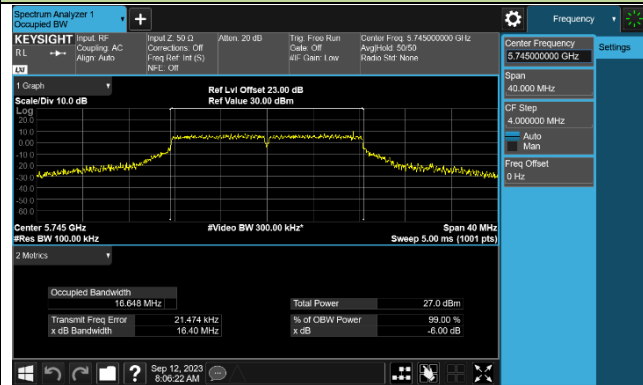 Spectrum Analyzer 1
Occupied BW
+
Frequency
KEYSIGHT
RL
LXI
Input: RF
Coupling: AC
Align: Auto
Input Z: 50 Ω
Corrections: Off
Freq Ref: Int (S)
NFE: Off
Atten: 20 dB
Trig: Free Run
Gate: Off
#IF Gain: Low
Center Freq: 5.745000000 GHz
Avg|Hold: 50/50
Radio Std: None
Center Frequency
5.745000000 GHz
Settings
Span
40.000 MHz
CF Step
4.000000 MHz
Auto
Man
Freq Offset
0 Hz
1 Graph
Scale/Div 10.0 dB
Ref Lvl Offset 23.00 dB
Ref Value 30.00 dBm
Log
20.0
10.0
0.00
-10.0
-20.0
-30.0
-40.0
-50.0
-60.0
Center 5.745 GHz
#Video BW 300.00 kHz*
Span 40 MHz
#Res BW 100.00 kHz
Sweep 5.00 ms (1001 pts)
2 Metrics
Occupied Bandwidth
16.648 MHz
Total Power
27.0 dBm
Transmit Freq Error
21.474 kHz
% of OBW Power
99.00 %
x dB Bandwidth
16.40 MHz
x dB
-6.00 dB
?
Sep 12, 2023
8:06:22 AM